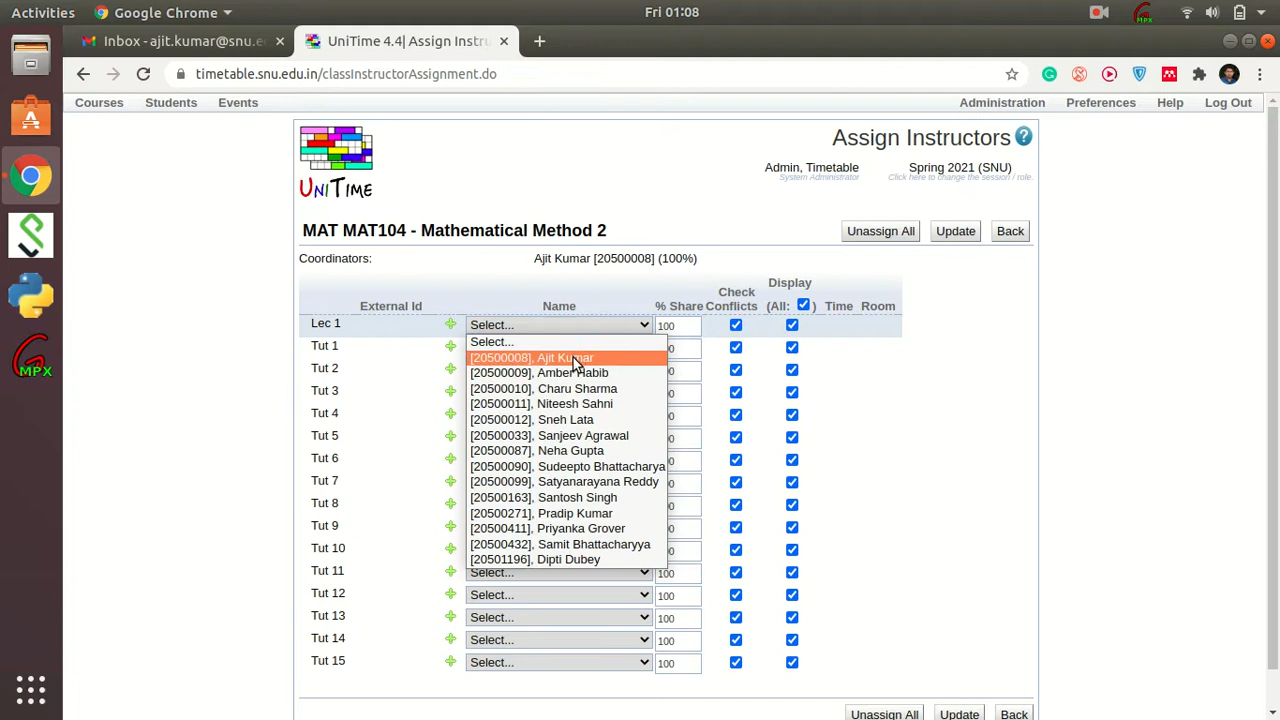 Activities Google Chrome Fri 01:08
Inbox - ajit.kumar@snu.e UniTime 4.4| Assign Instru
timetable.snu.edu.in/classInstructorAssignment.do
Courses Students Events Administration Preferences Help Log Out
UNITIME
Assign Instructors
Admin, Timetable Spring 2021 (SNU)
System Administrator Click here to change the session / role.
MAT MAT104 - Mathematical Method 2 Unassign All Update Back
Coordinators: Ajit Kumar [20500008] (100%)
External Id Name % Share Check Conflicts Display (All: ) Time Room
Lec 1 Select... 100
Select...
Tut 1 [20500008], Ajit Kumar
Tut 2 [20500009], Amber Habib
[20500010], Charu Sharma
Tut 3 [20500011], Niteesh Sahni
Tut 4 [20500012], Sneh Lata
Tut 5 [20500033], Sanjeev Agrawal
Tut 6 [20500087], Neha Gupta
[20500090], Sudeepto Bhattacharya
Tut 7 [20500099], Satyanarayana Reddy
Tut 8 [20500163], Santosh Singh
[20500271], Pradip Kumar
Tut 9 [20500411], Priyanka Grover
Tut 10 [20500432], Samit Bhattacharyya
[20501196], Dipti Dubey
Tut 11 Select... 100
Tut 12 Select... 100
Tut 13 Select... 100
Tut 14 Select... 100
Tut 15 Select... 100
Unassign All Update Back
MPX
MPX